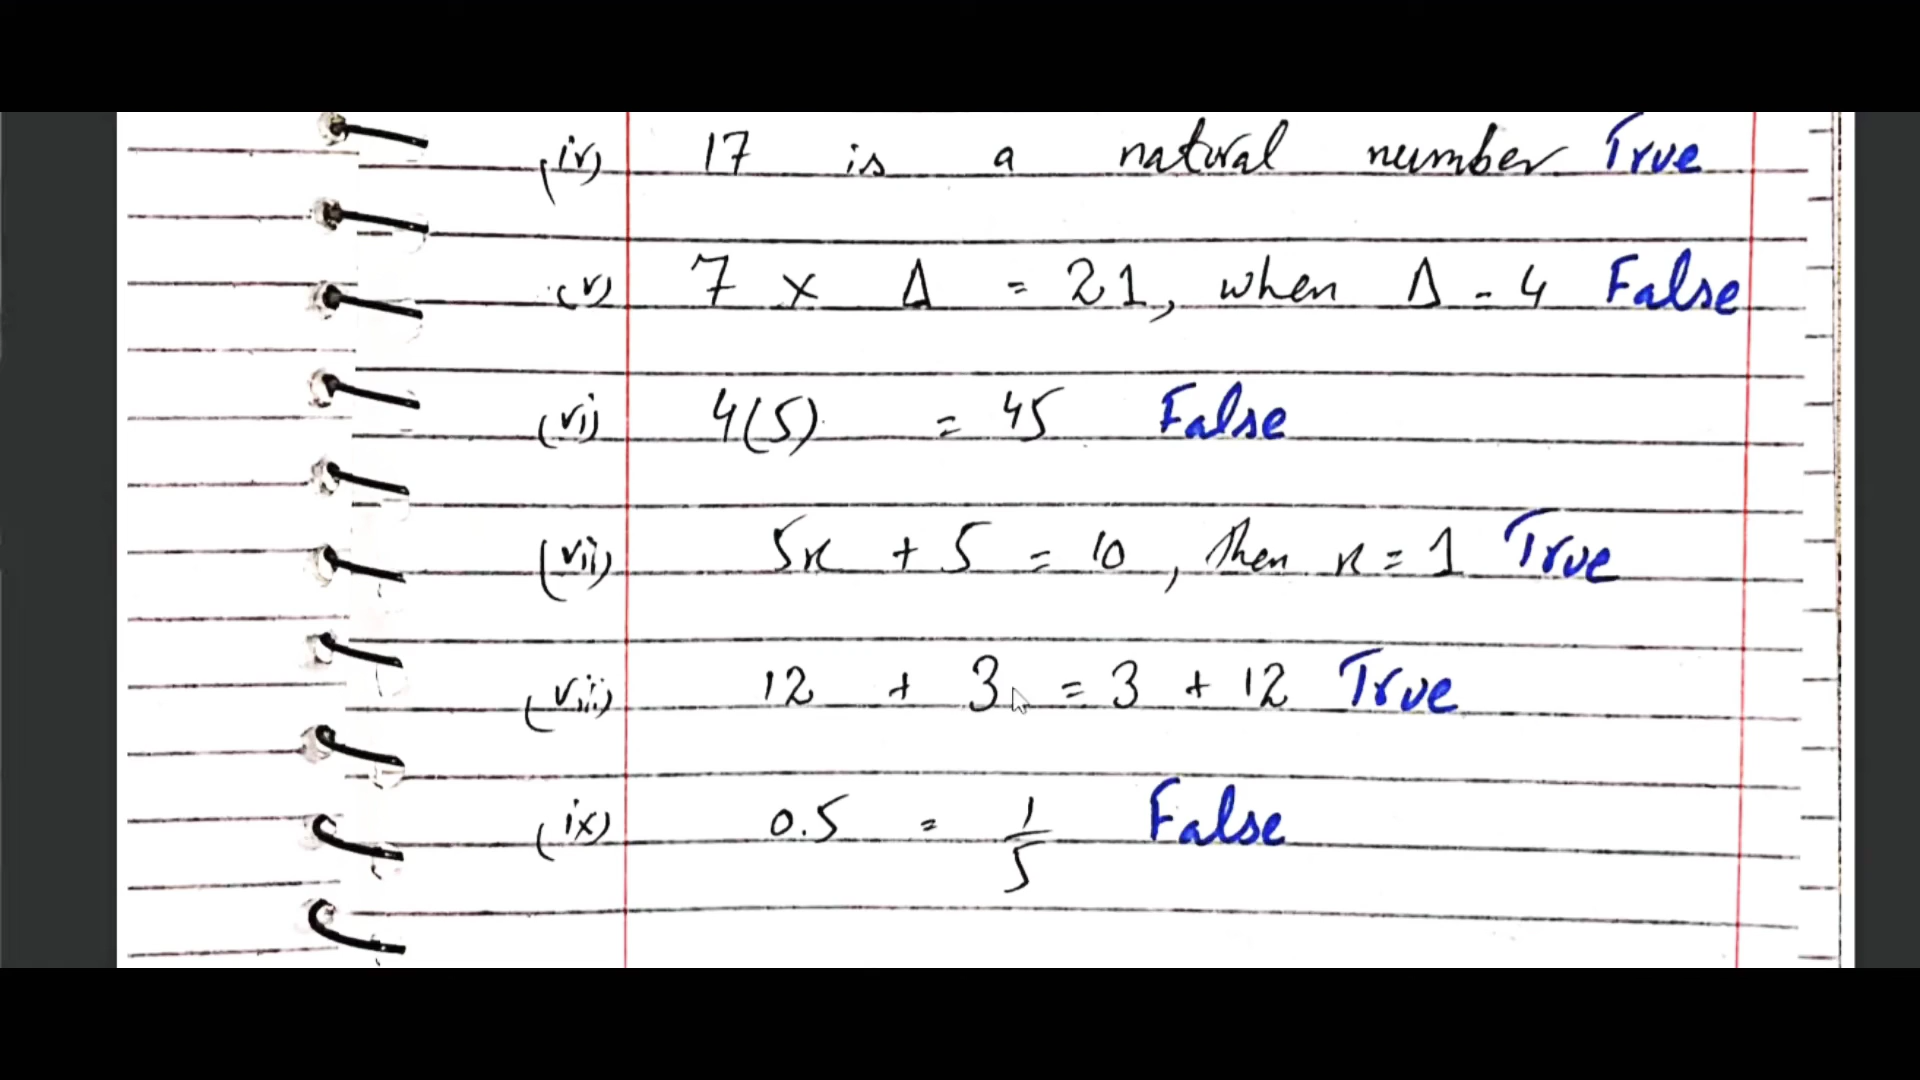 (iv) 17 is a natural number True
(v) 7 × Δ = 21, when Δ = 4 False
(vi) 4(5) = 45 False
(vii) 5x + 5 = 10, then x = 1 True
(viii) 12 + 3 = 3 + 12 True
(ix) 0.5 = 1/5 False